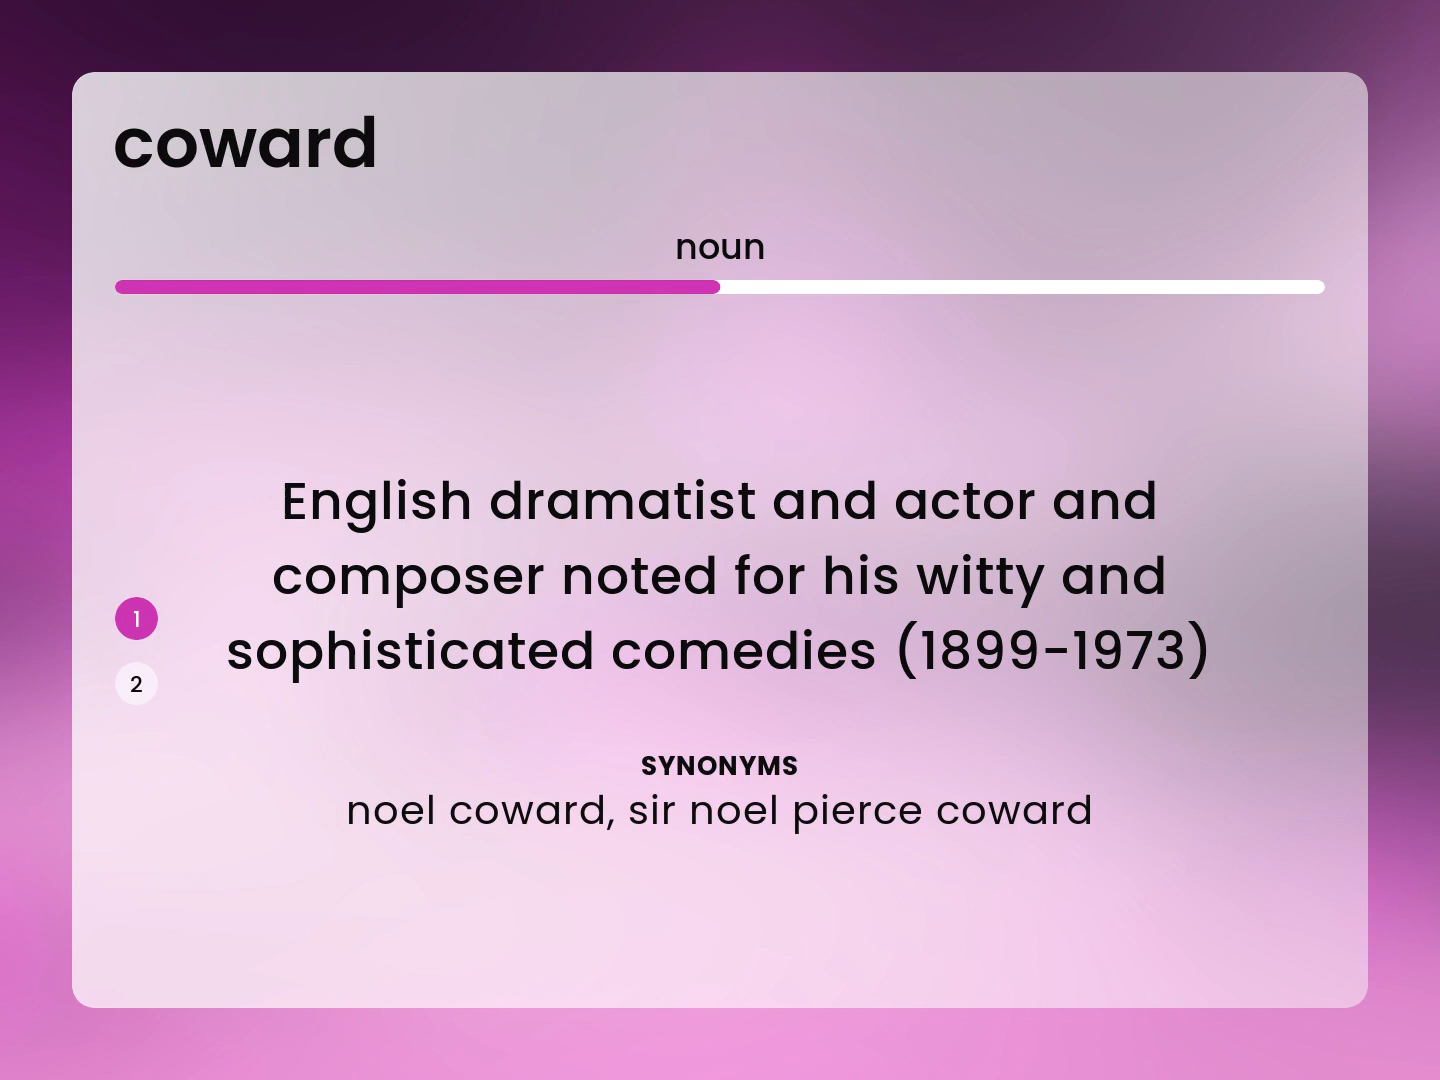 coward
noun
English dramatist and actor and
composer noted for his witty and
sophisticated comedies (1899-1973)
1
2
SYNONYMS
noel coward, sir noel pierce coward